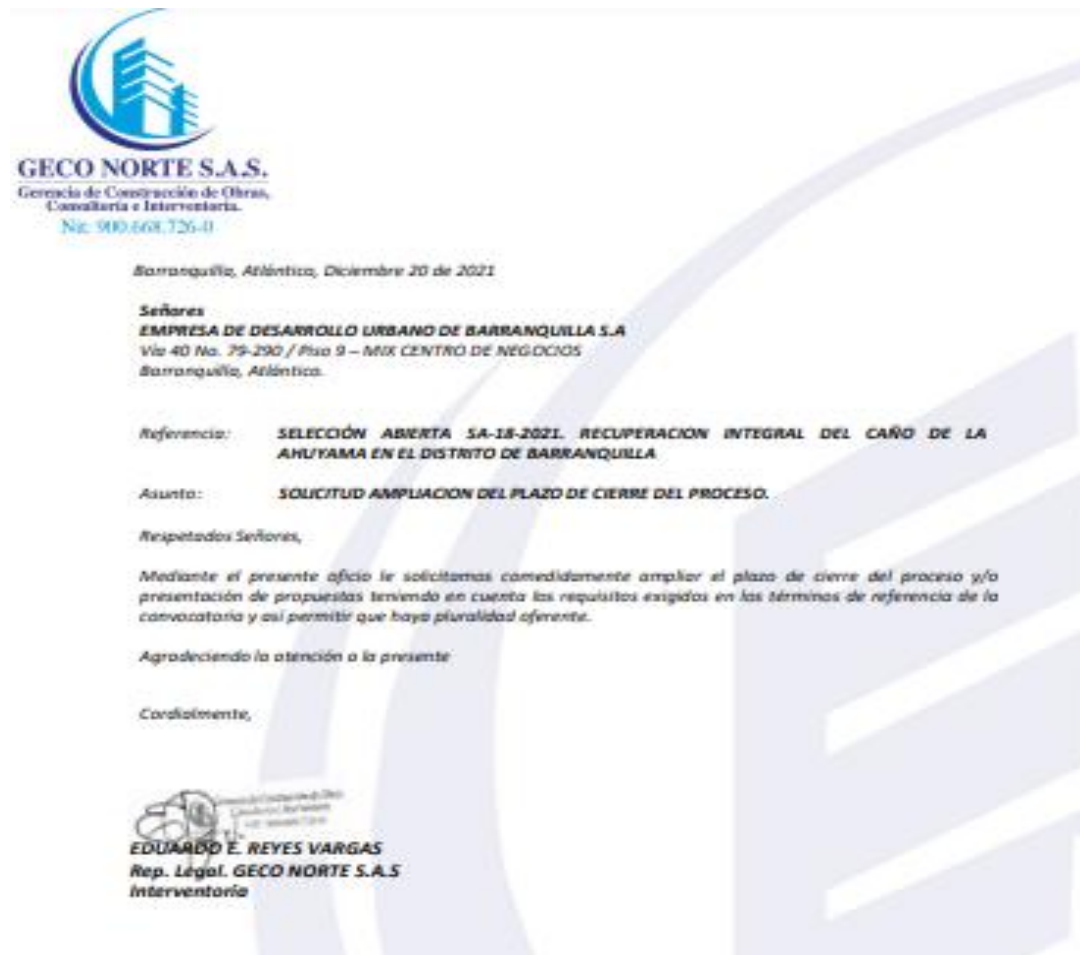 GECO NORTE S.A.S.
Gerencia de Construcción de Obras,
Consultoría e Interventoría.
Nit: 900.668.726-0
Barranquilla, Atlántico, Diciembre 20 de 2021
Señores
EMPRESA DE DESARROLLO URBANO DE BARRANQUILLA S.A
Vía 40 No. 79-290 / Piso 9 – MIX CENTRO DE NEGOCIOS
Barranquilla, Atlántico.
Referencia: SELECCIÓN ABIERTA SA-18-2021. RECUPERACION INTEGRAL DEL CAÑO DE LA
AHUYAMA EN EL DISTRITO DE BARRANQUILLA
Asunto: SOLICITUD AMPLIACION DEL PLAZO DE CIERRE DEL PROCESO.
Respetados Señores,
Mediante el presente oficio le solicitamos comedidamente ampliar el plazo de cierre del proceso y/o
presentación de propuestas teniendo en cuenta los requisitos exigidos en los términos de referencia de la
convocatoria y así permitir que haya pluralidad oferente.
Agradeciendo la atención a la presente
Cordialmente,
EDUARDO E. REYES VARGAS
Rep. Legal. GECO NORTE S.A.S
Interventoría